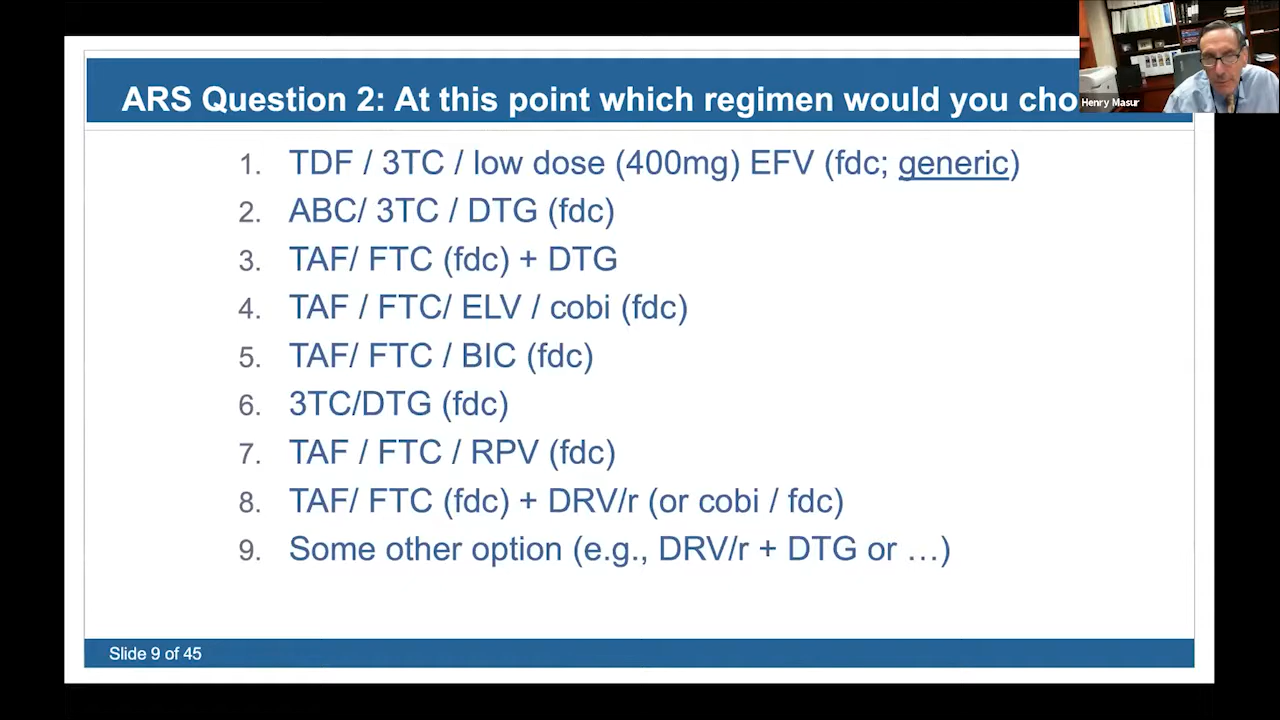 ARS Question 2: At this point which regimen would you cho
Henry Masur
1. TDF / 3TC / low dose (400mg) EFV (fdc; generic)
2. ABC/ 3TC / DTG (fdc)
3. TAF/ FTC (fdc) + DTG
4. TAF / FTC/ ELV / cobi (fdc)
5. TAF/ FTC / BIC (fdc)
6. 3TC/DTG (fdc)
7. TAF / FTC / RPV (fdc)
8. TAF/ FTC (fdc) + DRV/r (or cobi / fdc)
9. Some other option (e.g., DRV/r + DTG or …)
Slide 9 of 45